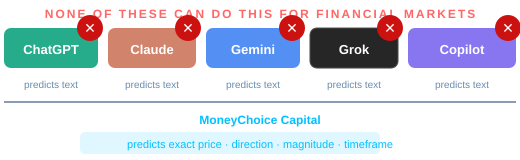 NONE OF THESE CAN DO THIS FOR FINANCIAL MARKETS
ChatGPT Claude Gemini Grok Copilot
predicts text predicts text predicts text predicts text predicts text
MoneyChoice Capital
predicts exact price · direction · magnitude · timeframe